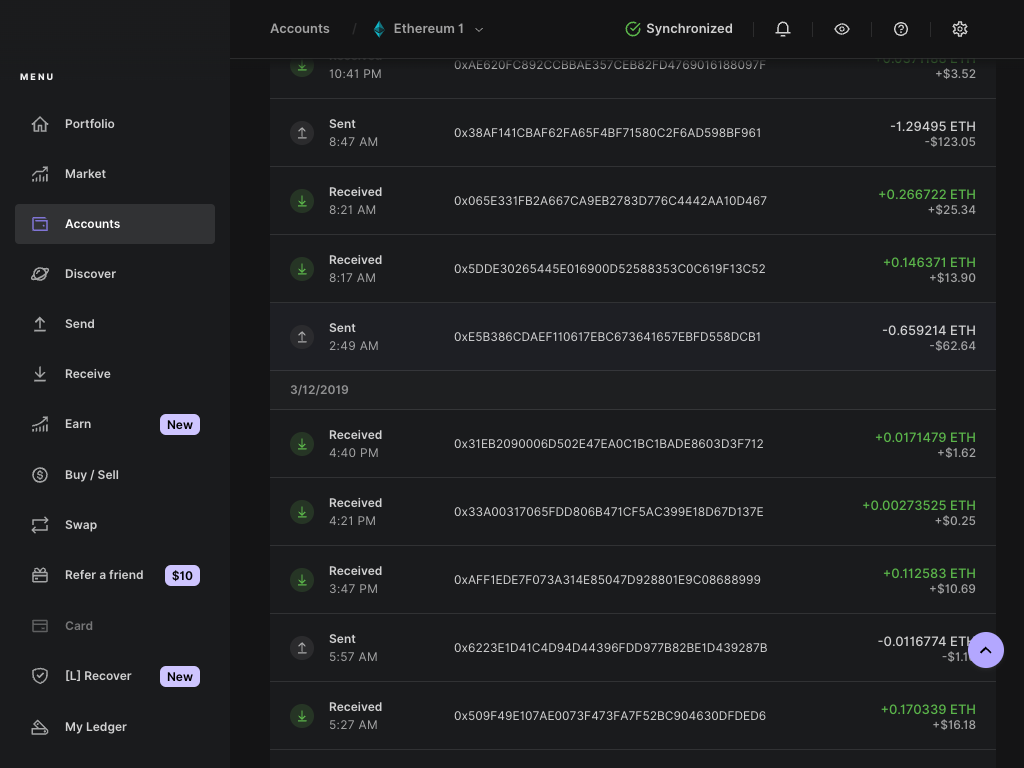 Accounts / Ethereum 1
Synchronized
MENU
Portfolio
Market
Accounts
Discover
Send
Receive
Earn New
Buy / Sell
Swap
Refer a friend $10
Card
[L] Recover New
My Ledger
10:41 PM
0xAE620FC892CCBBAE357CEB82FD4769016188097F
+$3.52
Sent
8:47 AM
0x38AF141CBAF62FA65F4BF71580C2F6AD598BF961
-1.29495 ETH
-$123.05
Received
8:21 AM
0x065E331FB2A667CA9EB2783D776C4442AA10D467
+0.266722 ETH
+$25.34
Received
8:17 AM
0x5DDE30265445E016900D52588353C0C619F13C52
+0.146371 ETH
+$13.90
Sent
2:49 AM
0xE5B386CDAEF110617EBC673641657EBFD558DCB1
-0.659214 ETH
-$62.64
3/12/2019
Received
4:40 PM
0x31EB2090006D502E47EA0C1BC1BADE8603D3F712
+0.0171479 ETH
+$1.62
Received
4:21 PM
0x33A00317065FDD806B471CF5AC399E18D67D137E
+0.00273525 ETH
+$0.25
Received
3:47 PM
0xAFF1EDE7F073A314E85047D928801E9C08688999
+0.112583 ETH
+$10.69
Sent
5:57 AM
0x6223E1D41C4D94D44396FDD977B82BE1D439287B
-0.0116774 ETH
Received
5:27 AM
0x509F49E107AE0073F473FA7F52BC904630DFDED6
+0.170339 ETH
+$16.18